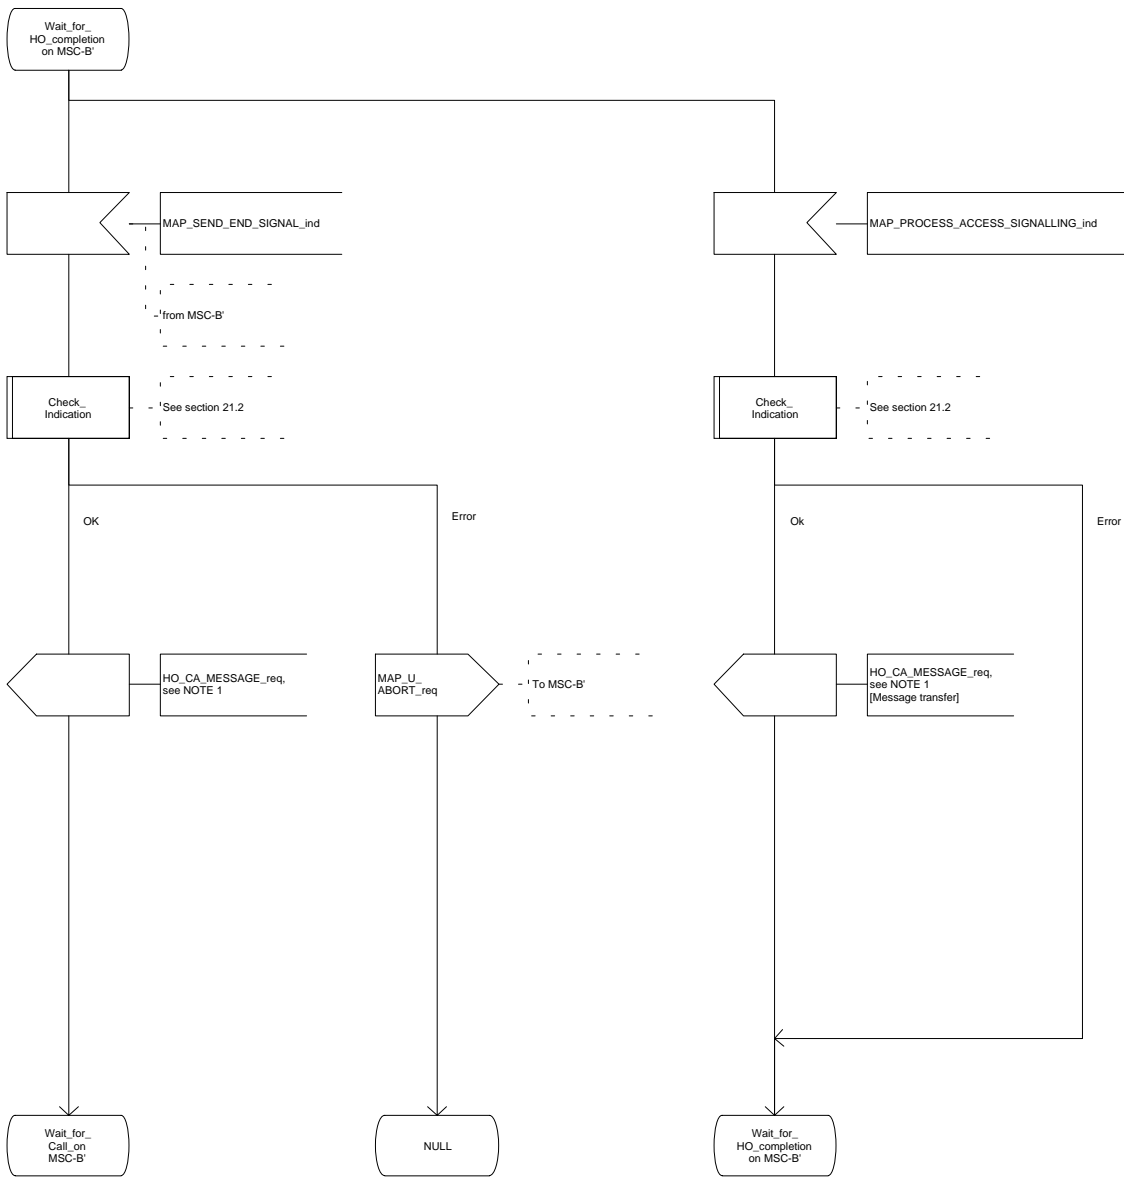 Wait_for_
HO_completion
on MSC-B'
MAP_SEND_END_SIGNAL_ind
MAP_PROCESS_ACCESS_SIGNALLING_ind
from MSC-B'
Check_
Indication
See section 21.2
Check_
Indication
See section 21.2
OK
Error
Ok
Error
HO_CA_MESSAGE_req,
see NOTE 1
MAP_U_
ABORT_req
To MSC-B'
HO_CA_MESSAGE_req,
see NOTE 1
[Message transfer]
Wait_for_
Call_on
MSC-B'
NULL
Wait_for_
HO_completion
on MSC-B'